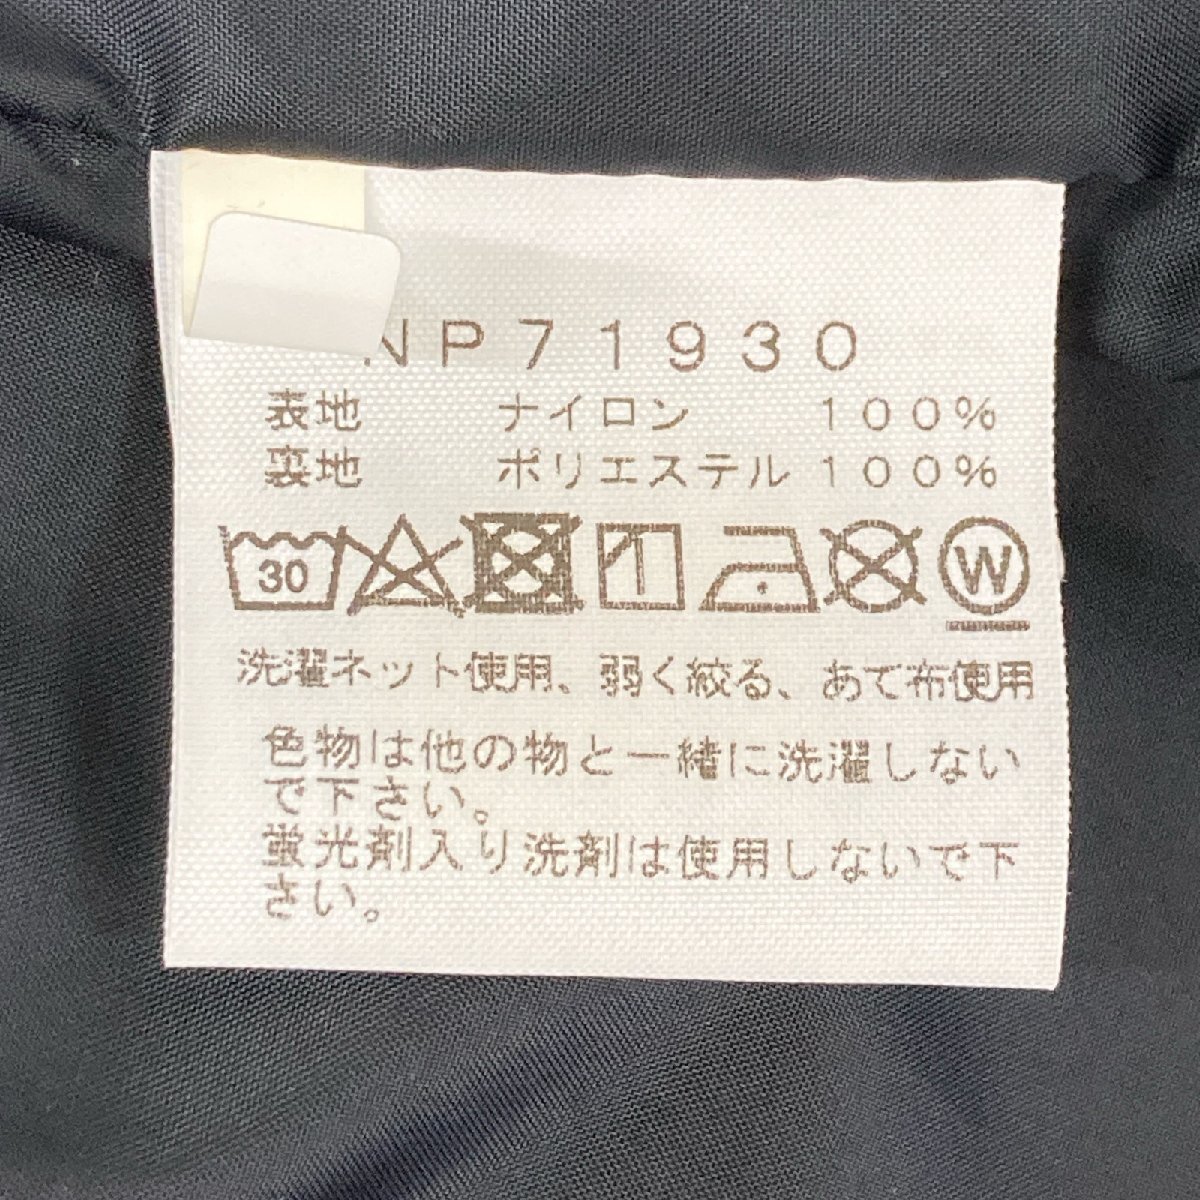 NP71930
表地 ナイロン 100%
裏地 ポリエステル 100%
30 W
洗濯ネット使用、弱く絞る、あて布使用
色物は他の物と一緒に洗濯しない
で下さい。
蛍光剤入り洗剤は使用しないで下
さい。